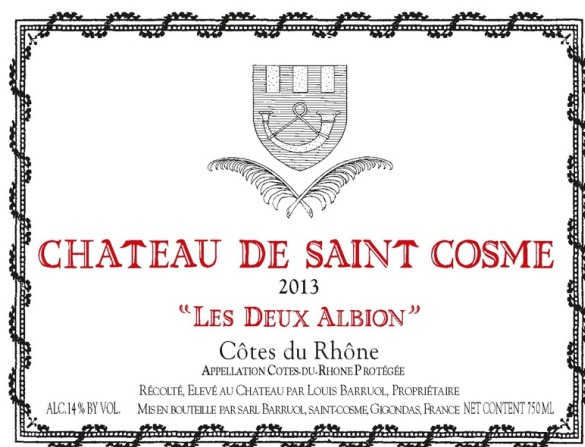 CHATEAU DE SAINT COSME
2013
"LES DEUX ALBION"
Côtes du Rhône
APPELLATION COTES-DU-RHONE PROTÉGÉE
RÉCOLTÉ, ELEVÉ AU CHATEAU PAR LOUIS BARRUOL, PROPRIÉTAIRE
ALC.14 % BY VOL. MIS EN BOUTEILLE PAR SARL BARRUOL, SAINT-COSME, GIGONDAS, FRANCE NET CONTENT 750 ML